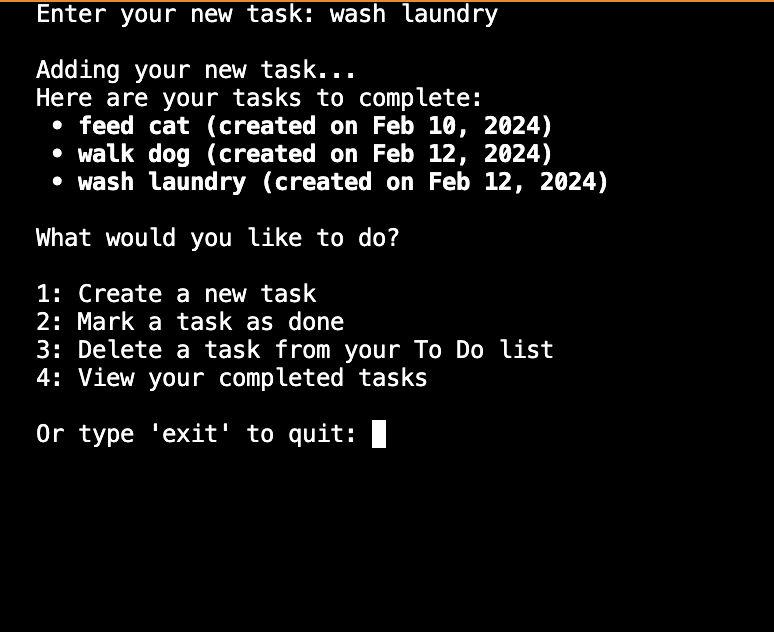 Enter your new task: wash laundry
Adding your new task...
Here are your tasks to complete:
• feed cat (created on Feb 10, 2024)
• walk dog (created on Feb 12, 2024)
• wash laundry (created on Feb 12, 2024)
What would you like to do?
1: Create a new task
2: Mark a task as done
3: Delete a task from your To Do list
4: View your completed tasks
Or type 'exit' to quit: